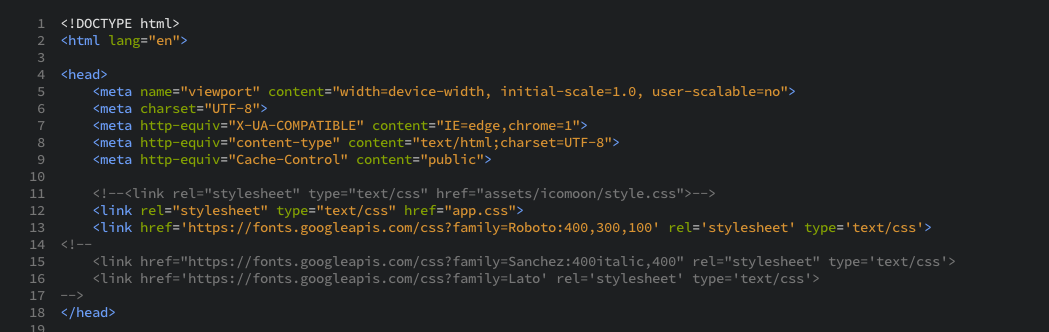 1 <!DOCTYPE html>
2 <html lang="en">
3
4 <head>
5 <meta name="viewport" content="width=device-width, initial-scale=1.0, user-scalable=no">
6 <meta charset="UTF-8">
7 <meta http-equiv="X-UA-COMPATIBLE" content="IE=edge,chrome=1">
8 <meta http-equiv="content-type" content="text/html;charset=UTF-8">
9 <meta http-equiv="Cache-Control" content="public">
10
11 <!--<link rel="stylesheet" type="text/css" href="assets/icomoon/style.css">-->
12 <link rel="stylesheet" type="text/css" href="app.css">
13 <link href='https://fonts.googleapis.com/css?family=Roboto:400,300,100' rel='stylesheet' type='text/css'>
14 <!--
15 <link href="https://fonts.googleapis.com/css?family=Sanchez:400italic,400" rel="stylesheet" type='text/css'>
16 <link href='https://fonts.googleapis.com/css?family=Lato' rel='stylesheet' type='text/css'>
17 -->
18 </head>
19